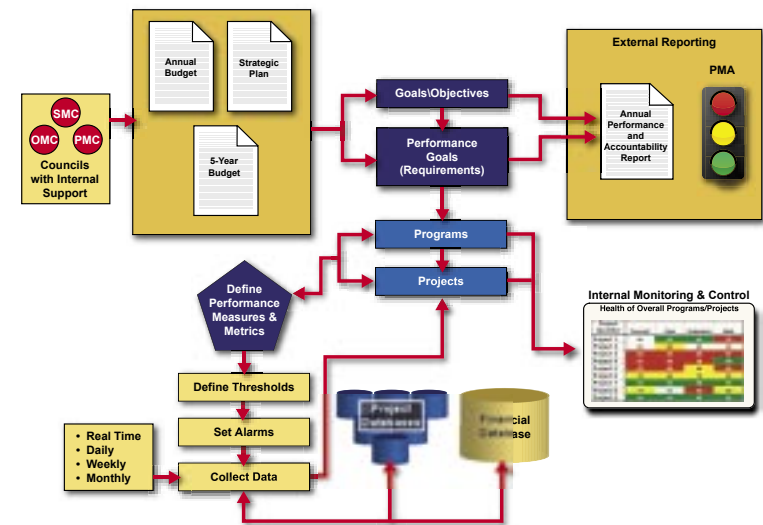 Annual
Budget
Strategic
Plan
5-Year
Budget
SMC
OMC
PMC
Councils
with Internal
Support
Goals\Objectives
Performance
Goals
(Requirements)
External Reporting
PMA
Annual
Performance
and
Accountability
Report
Programs
Projects
Define
Performance
Measures &
Metrics
Internal Monitoring & Control
Health of Overall Programs/Projects
Define Thresholds
Set Alarms
Collect Data
• Real Time
• Daily
• Weekly
• Monthly
Project
Databases
Financial
Database